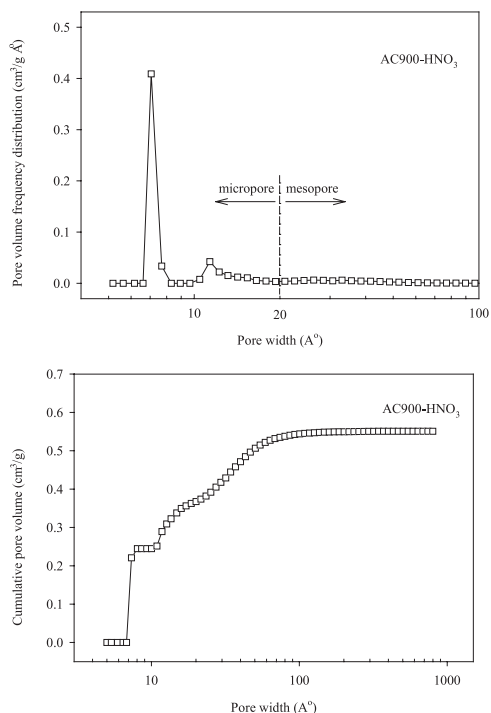 Pore volume frequency distribution (cm³/g Å)
0.5
0.4
0.3
0.2
0.1
0.0
AC900-HNO₃
micropore
mesopore
10
20
100
Pore width (Aº)
Cumulative pore volume (cm³/g)
0.7
0.6
0.5
0.4
0.3
0.2
0.1
0.0
AC900-HNO₃
10
100
1000
Pore width (Aº)